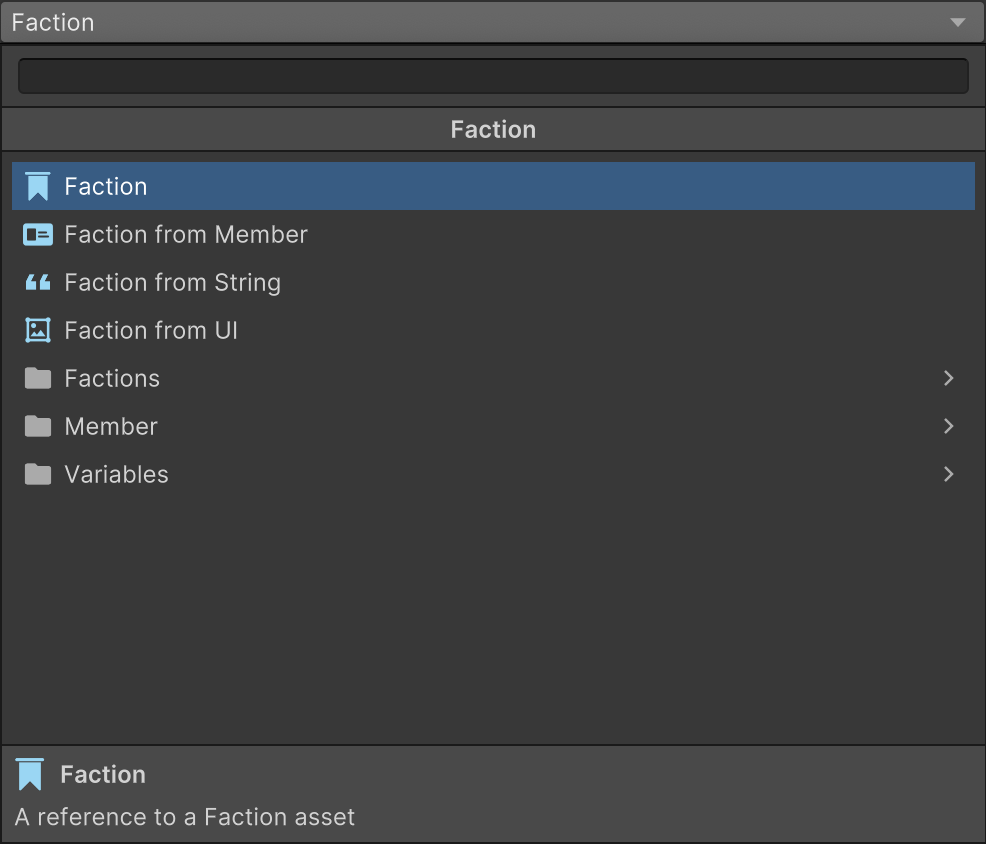 Faction
Faction
Faction
Faction from Member
Faction from String
Faction from UI
Factions
Member
Variables
Faction
A reference to a Faction asset